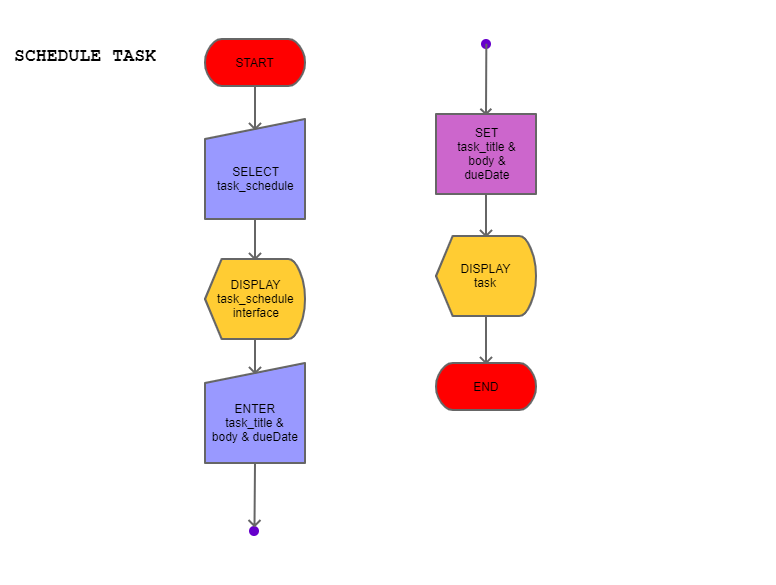 SCHEDULE TASK
START
SELECT
task_schedule
DISPLAY
task_schedule
interface
ENTER
task_title &
body & dueDate
SET
task_title &
body &
dueDate
DISPLAY
task
END